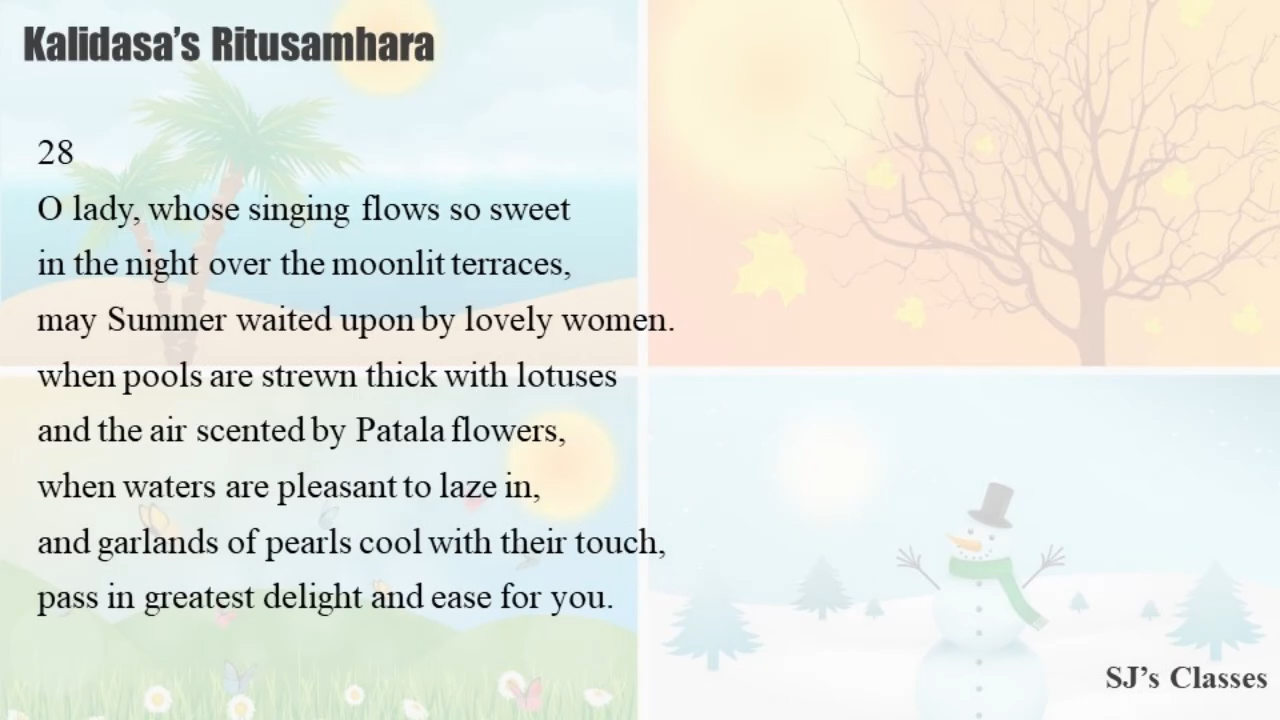 Kalidasa’s Ritusamhara
28
O lady, whose singing flows so sweet
in the night over the moonlit terraces,
may Summer waited upon by lovely women.
when pools are strewn thick with lotuses
and the air scented by Patala flowers,
when waters are pleasant to laze in,
and garlands of pearls cool with their touch,
pass in greatest delight and ease for you.
SJ’s Classes